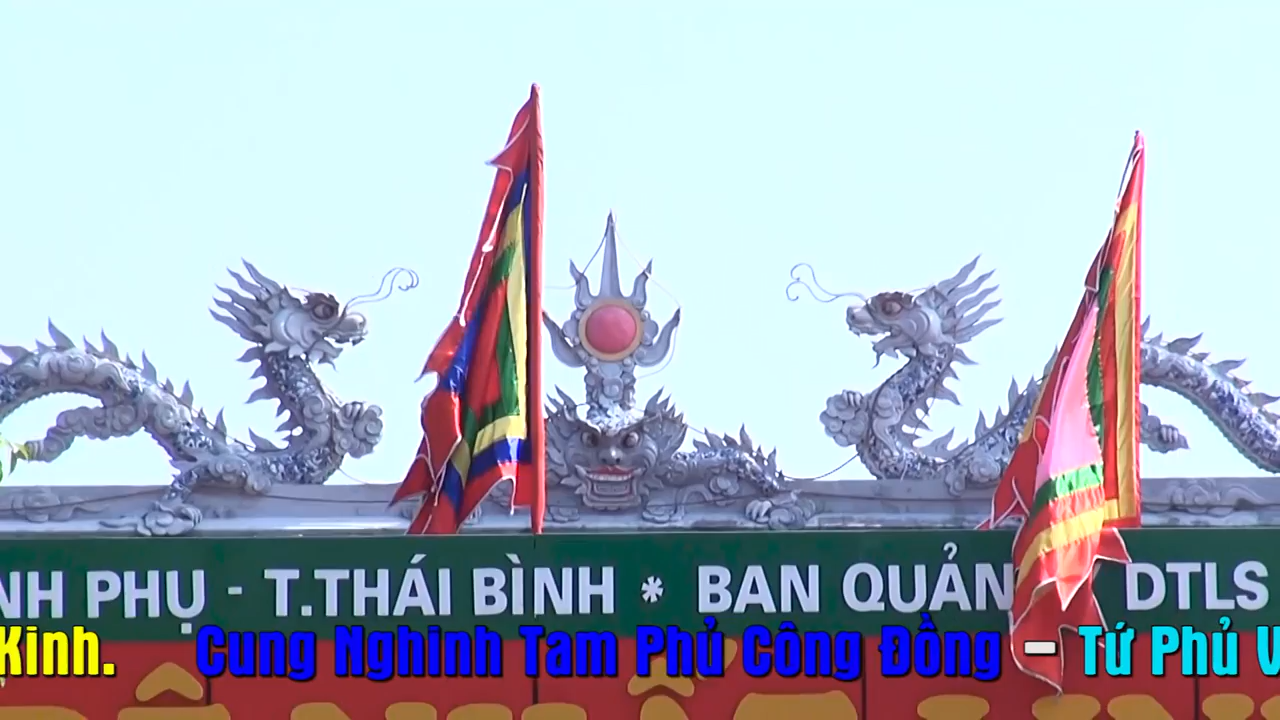 NH PHỤ - T.THÁI BÌNH * BAN QUẢN DTLS
Kinh. Cung Nghinh Tam Phủ Công Đồng - Tứ Phủ V